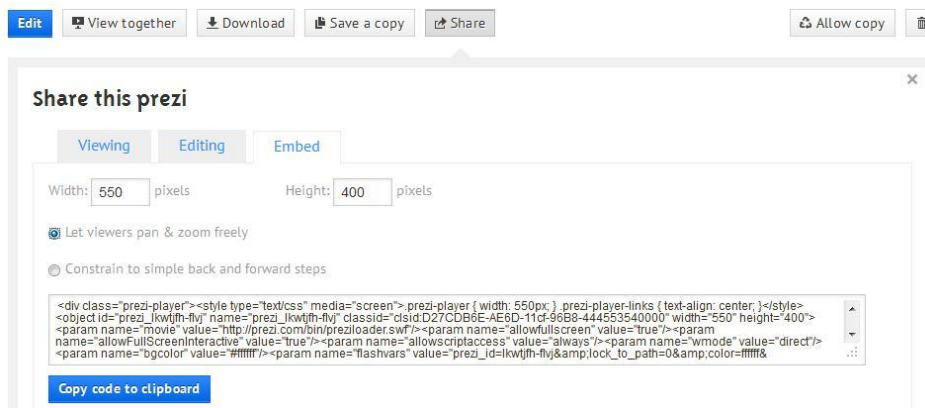 Edit View together Download Save a copy Share Allow copy
Share this prezi
Viewing Editing Embed
Width: 550 pixels Height: 400 pixels
Let viewers pan & zoom freely
Constrain to simple back and forward steps
<div class="prezi-player"><style type="text/css" media="screen">.prezi-player { width: 550px; } .prezi-player-links { text-align: center; }</style>
<object id="prezi_lkwtjfh-flvj" name="prezi_lkwtjfh-flvj" classid="clsid:D27CDB6E-AE6D-11cf-96B8-444553540000" width="550" height="400">
<param name="movie" value="http://prezi.com/bin/preziloader.swf"/><param name="allowfullscreen" value="true"/><param
name="allowFullScreenInteractive" value="true"/><param name="allowscriptaccess" value="always"/><param name="wmode" value="direct"/>
<param name="bgcolor" value="#ffffff"/><param name="flashvars" value="prezi_id=lkwtjfh-flvj&amp;lock_to_path=0&amp;color=ffffff&
Copy code to clipboard